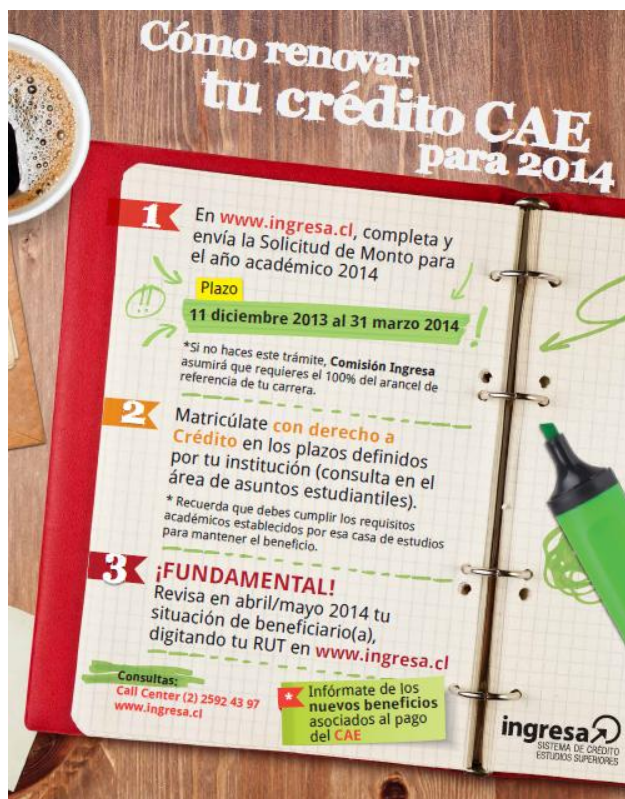 Cómo renovar
tu crédito CAE
para 2014
1
En www.ingresa.cl, completa y
envía la Solicitud de Monto para
el año académico 2014
Plazo
!!
11 diciembre 2013 al 31 marzo 2014 !
*Si no haces este trámite, Comisión Ingresa
asumirá que requieres el 100% del arancel de
referencia de tu carrera.
2
Matricúlate con derecho a
Crédito en los plazos definidos
por tu institución (consulta en el
área de asuntos estudiantiles).
* Recuerda que debes cumplir los requisitos
académicos establecidos por esa casa de estudios
para mantener el beneficio.
3
¡FUNDAMENTAL!
Revisa en abril/mayo 2014 tu
situación de beneficiario(a),
digitando tu RUT en www.ingresa.cl
Consultas:
Call Center (2) 2592 43 97
www.ingresa.cl
* Infórmate de los
nuevos beneficios
asociados al pago
del CAE
ingresa
SISTEMA DE CRÉDITO
ESTUDIOS SUPERIORES